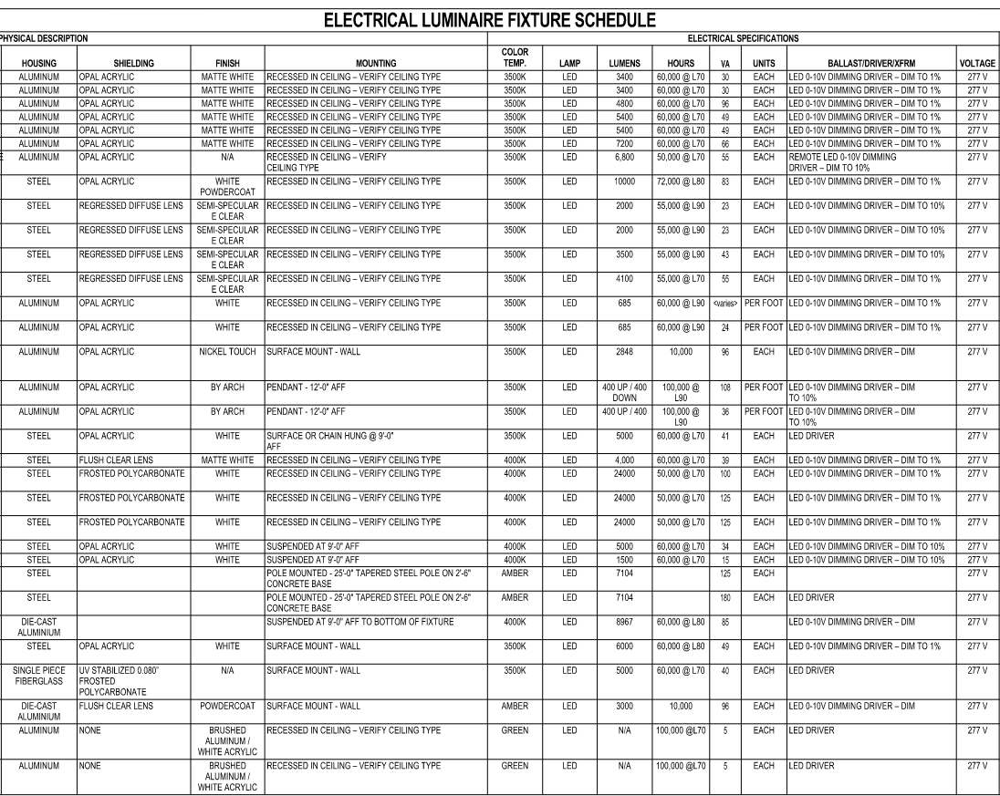 ELECTRICAL LUMINAIRE FIXTURE SCHEDULE
PHYSICAL DESCRIPTION ELECTRICAL SPECIFICATIONS
HOUSING SHIELDING FINISH MOUNTING COLOR TEMP. LAMP LUMENS HOURS VA UNITS BALLAST/DRIVER/XFRM VOLTAGE
ALUMINUM OPAL ACRYLIC MATTE WHITE RECESSED IN CEILING – VERIFY CEILING TYPE 3500K LED 3400 60,000 @ L70 30 EACH LED 0-10V DIMMING DRIVER – DIM TO 1% 277 V
ALUMINUM OPAL ACRYLIC MATTE WHITE RECESSED IN CEILING – VERIFY CEILING TYPE 3500K LED 3400 60,000 @ L70 30 EACH LED 0-10V DIMMING DRIVER – DIM TO 1% 277 V
ALUMINUM OPAL ACRYLIC MATTE WHITE RECESSED IN CEILING – VERIFY CEILING TYPE 3500K LED 4800 60,000 @ L70 96 EACH LED 0-10V DIMMING DRIVER – DIM TO 1% 277 V
ALUMINUM OPAL ACRYLIC MATTE WHITE RECESSED IN CEILING – VERIFY CEILING TYPE 3500K LED 5400 60,000 @ L70 49 EACH LED 0-10V DIMMING DRIVER – DIM TO 1% 277 V
ALUMINUM OPAL ACRYLIC MATTE WHITE RECESSED IN CEILING – VERIFY CEILING TYPE 3500K LED 5400 60,000 @ L70 49 EACH LED 0-10V DIMMING DRIVER – DIM TO 1% 277 V
ALUMINUM OPAL ACRYLIC MATTE WHITE RECESSED IN CEILING – VERIFY CEILING TYPE 3500K LED 7200 60,000 @ L70 66 EACH LED 0-10V DIMMING DRIVER – DIM TO 1% 277 V
ALUMINUM OPAL ACRYLIC N/A RECESSED IN CEILING – VERIFY CEILING TYPE 3500K LED 6,800 50,000 @ L70 55 EACH REMOTE LED 0-10V DIMMING DRIVER – DIM TO 10% 277 V
STEEL OPAL ACRYLIC WHITE POWDERCOAT RECESSED IN CEILING – VERIFY CEILING TYPE 3500K LED 10000 72,000 @ L80 83 EACH LED 0-10V DIMMING DRIVER – DIM TO 1% 277 V
STEEL REGRESSED DIFFUSE LENS SEMI-SPECULAR E CLEAR RECESSED IN CEILING – VERIFY CEILING TYPE 3500K LED 2000 55,000 @ L90 23 EACH LED 0-10V DIMMING DRIVER – DIM TO 10% 277 V
STEEL REGRESSED DIFFUSE LENS SEMI-SPECULAR E CLEAR RECESSED IN CEILING – VERIFY CEILING TYPE 3500K LED 2000 55,000 @ L90 23 EACH LED 0-10V DIMMING DRIVER – DIM TO 10% 277 V
STEEL REGRESSED DIFFUSE LENS SEMI-SPECULAR E CLEAR RECESSED IN CEILING – VERIFY CEILING TYPE 3500K LED 3500 55,000 @ L90 43 EACH LED 0-10V DIMMING DRIVER – DIM TO 10% 277 V
STEEL REGRESSED DIFFUSE LENS SEMI-SPECULAR E CLEAR RECESSED IN CEILING – VERIFY CEILING TYPE 3500K LED 4100 55,000 @ L70 55 EACH LED 0-10V DIMMING DRIVER – DIM TO 1% 277 V
ALUMINUM OPAL ACRYLIC WHITE RECESSED IN CEILING – VERIFY CEILING TYPE 3500K LED 685 60,000 @ L90 <varies> PER FOOT LED 0-10V DIMMING DRIVER – DIM TO 1% 277 V
ALUMINUM OPAL ACRYLIC WHITE RECESSED IN CEILING – VERIFY CEILING TYPE 3500K LED 685 60,000 @ L90 24 PER FOOT LED 0-10V DIMMING DRIVER – DIM TO 1% 277 V
ALUMINUM OPAL ACRYLIC NICKEL TOUCH SURFACE MOUNT - WALL 3500K LED 2848 10,000 96 EACH LED 0-10V DIMMING DRIVER – DIM 277 V
ALUMINUM OPAL ACRYLIC BY ARCH PENDANT - 12'-0" AFF 3500K LED 400 UP / 400 DOWN 100,000 @ L90 108 PER FOOT LED 0-10V DIMMING DRIVER – DIM TO 10% 277 V
ALUMINUM OPAL ACRYLIC BY ARCH PENDANT - 12'-0" AFF 3500K LED 400 UP / 400 100,000 @ L90 36 PER FOOT LED 0-10V DIMMING DRIVER – DIM TO 10% 277 V
STEEL OPAL ACRYLIC WHITE SURFACE OR CHAIN HUNG @ 9'-0" AFF 3500K LED 5000 60,000 @ L70 41 EACH LED DRIVER 277 V
STEEL FLUSH CLEAR LENS MATTE WHITE RECESSED IN CEILING – VERIFY CEILING TYPE 4000K LED 4,000 60,000 @ L70 39 EACH LED 0-10V DIMMING DRIVER – DIM TO 1% 277 V
STEEL FROSTED POLYCARBONATE WHITE RECESSED IN CEILING – VERIFY CEILING TYPE 4000K LED 24000 50,000 @ L70 100 EACH LED 0-10V DIMMING DRIVER – DIM TO 1% 277 V
STEEL FROSTED POLYCARBONATE WHITE RECESSED IN CEILING – VERIFY CEILING TYPE 4000K LED 24000 50,000 @ L70 125 EACH LED 0-10V DIMMING DRIVER – DIM TO 1% 277 V
STEEL FROSTED POLYCARBONATE WHITE RECESSED IN CEILING – VERIFY CEILING TYPE 4000K LED 24000 50,000 @ L70 125 EACH LED 0-10V DIMMING DRIVER – DIM TO 1% 277 V
STEEL OPAL ACRYLIC WHITE SUSPENDED AT 9'-0" AFF 4000K LED 5000 60,000 @ L70 34 EACH LED 0-10V DIMMING DRIVER – DIM TO 10% 277 V
STEEL OPAL ACRYLIC WHITE SUSPENDED AT 9'-0" AFF 4000K LED 1500 60,000 @ L70 15 EACH LED 0-10V DIMMING DRIVER – DIM TO 10% 277 V
STEEL POLE MOUNTED - 25'-0" TAPERED STEEL POLE ON 2'-6" CONCRETE BASE AMBER LED 7104 125 EACH 277 V
STEEL POLE MOUNTED - 25'-0" TAPERED STEEL POLE ON 2'-6" CONCRETE BASE AMBER LED 7104 180 EACH LED DRIVER 277 V
DIE-CAST ALUMINIUM SUSPENDED AT 9'-0" AFF TO BOTTOM OF FIXTURE 4000K LED 8967 60,000 @ L80 85 LED 0-10V DIMMING DRIVER – DIM 277 V
STEEL OPAL ACRYLIC WHITE SURFACE MOUNT - WALL 4000K LED 6000 60,000 @ L80 49 EACH LED 0-10V DIMMING DRIVER – DIM TO 1% 277 V
SINGLE PIECE FIBERGLASS UV STABILIZED 0.080" FROSTED POLYCARBONATE N/A SURFACE MOUNT - WALL 3500K LED 5000 60,000 @ L70 40 EACH LED DRIVER 277 V
DIE-CAST ALUMINIUM FLUSH CLEAR LENS POWDERCOAT SURFACE MOUNT - WALL AMBER LED 3000 10,000 96 EACH LED 0-10V DIMMING DRIVER – DIM 277 V
ALUMINUM NONE BRUSHED ALUMINUM / WHITE ACRYLIC RECESSED IN CEILING – VERIFY CEILING TYPE GREEN LED N/A 100,000 @L70 5 EACH LED DRIVER 277 V
ALUMINUM NONE BRUSHED ALUMINUM / WHITE ACRYLIC RECESSED IN CEILING – VERIFY CEILING TYPE GREEN LED N/A 100,000 @L70 5 EACH LED DRIVER 277 V